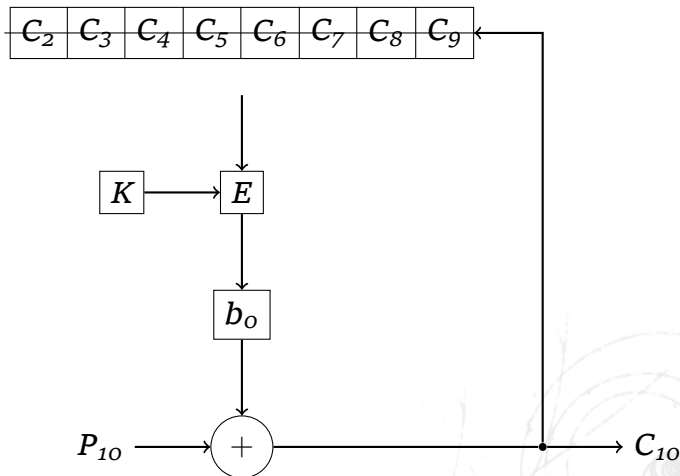 C₂ C₃ C₄ C₅ C₆ C₇ C₈ C₉
K E
b₀
P₁₀ + C₁₀